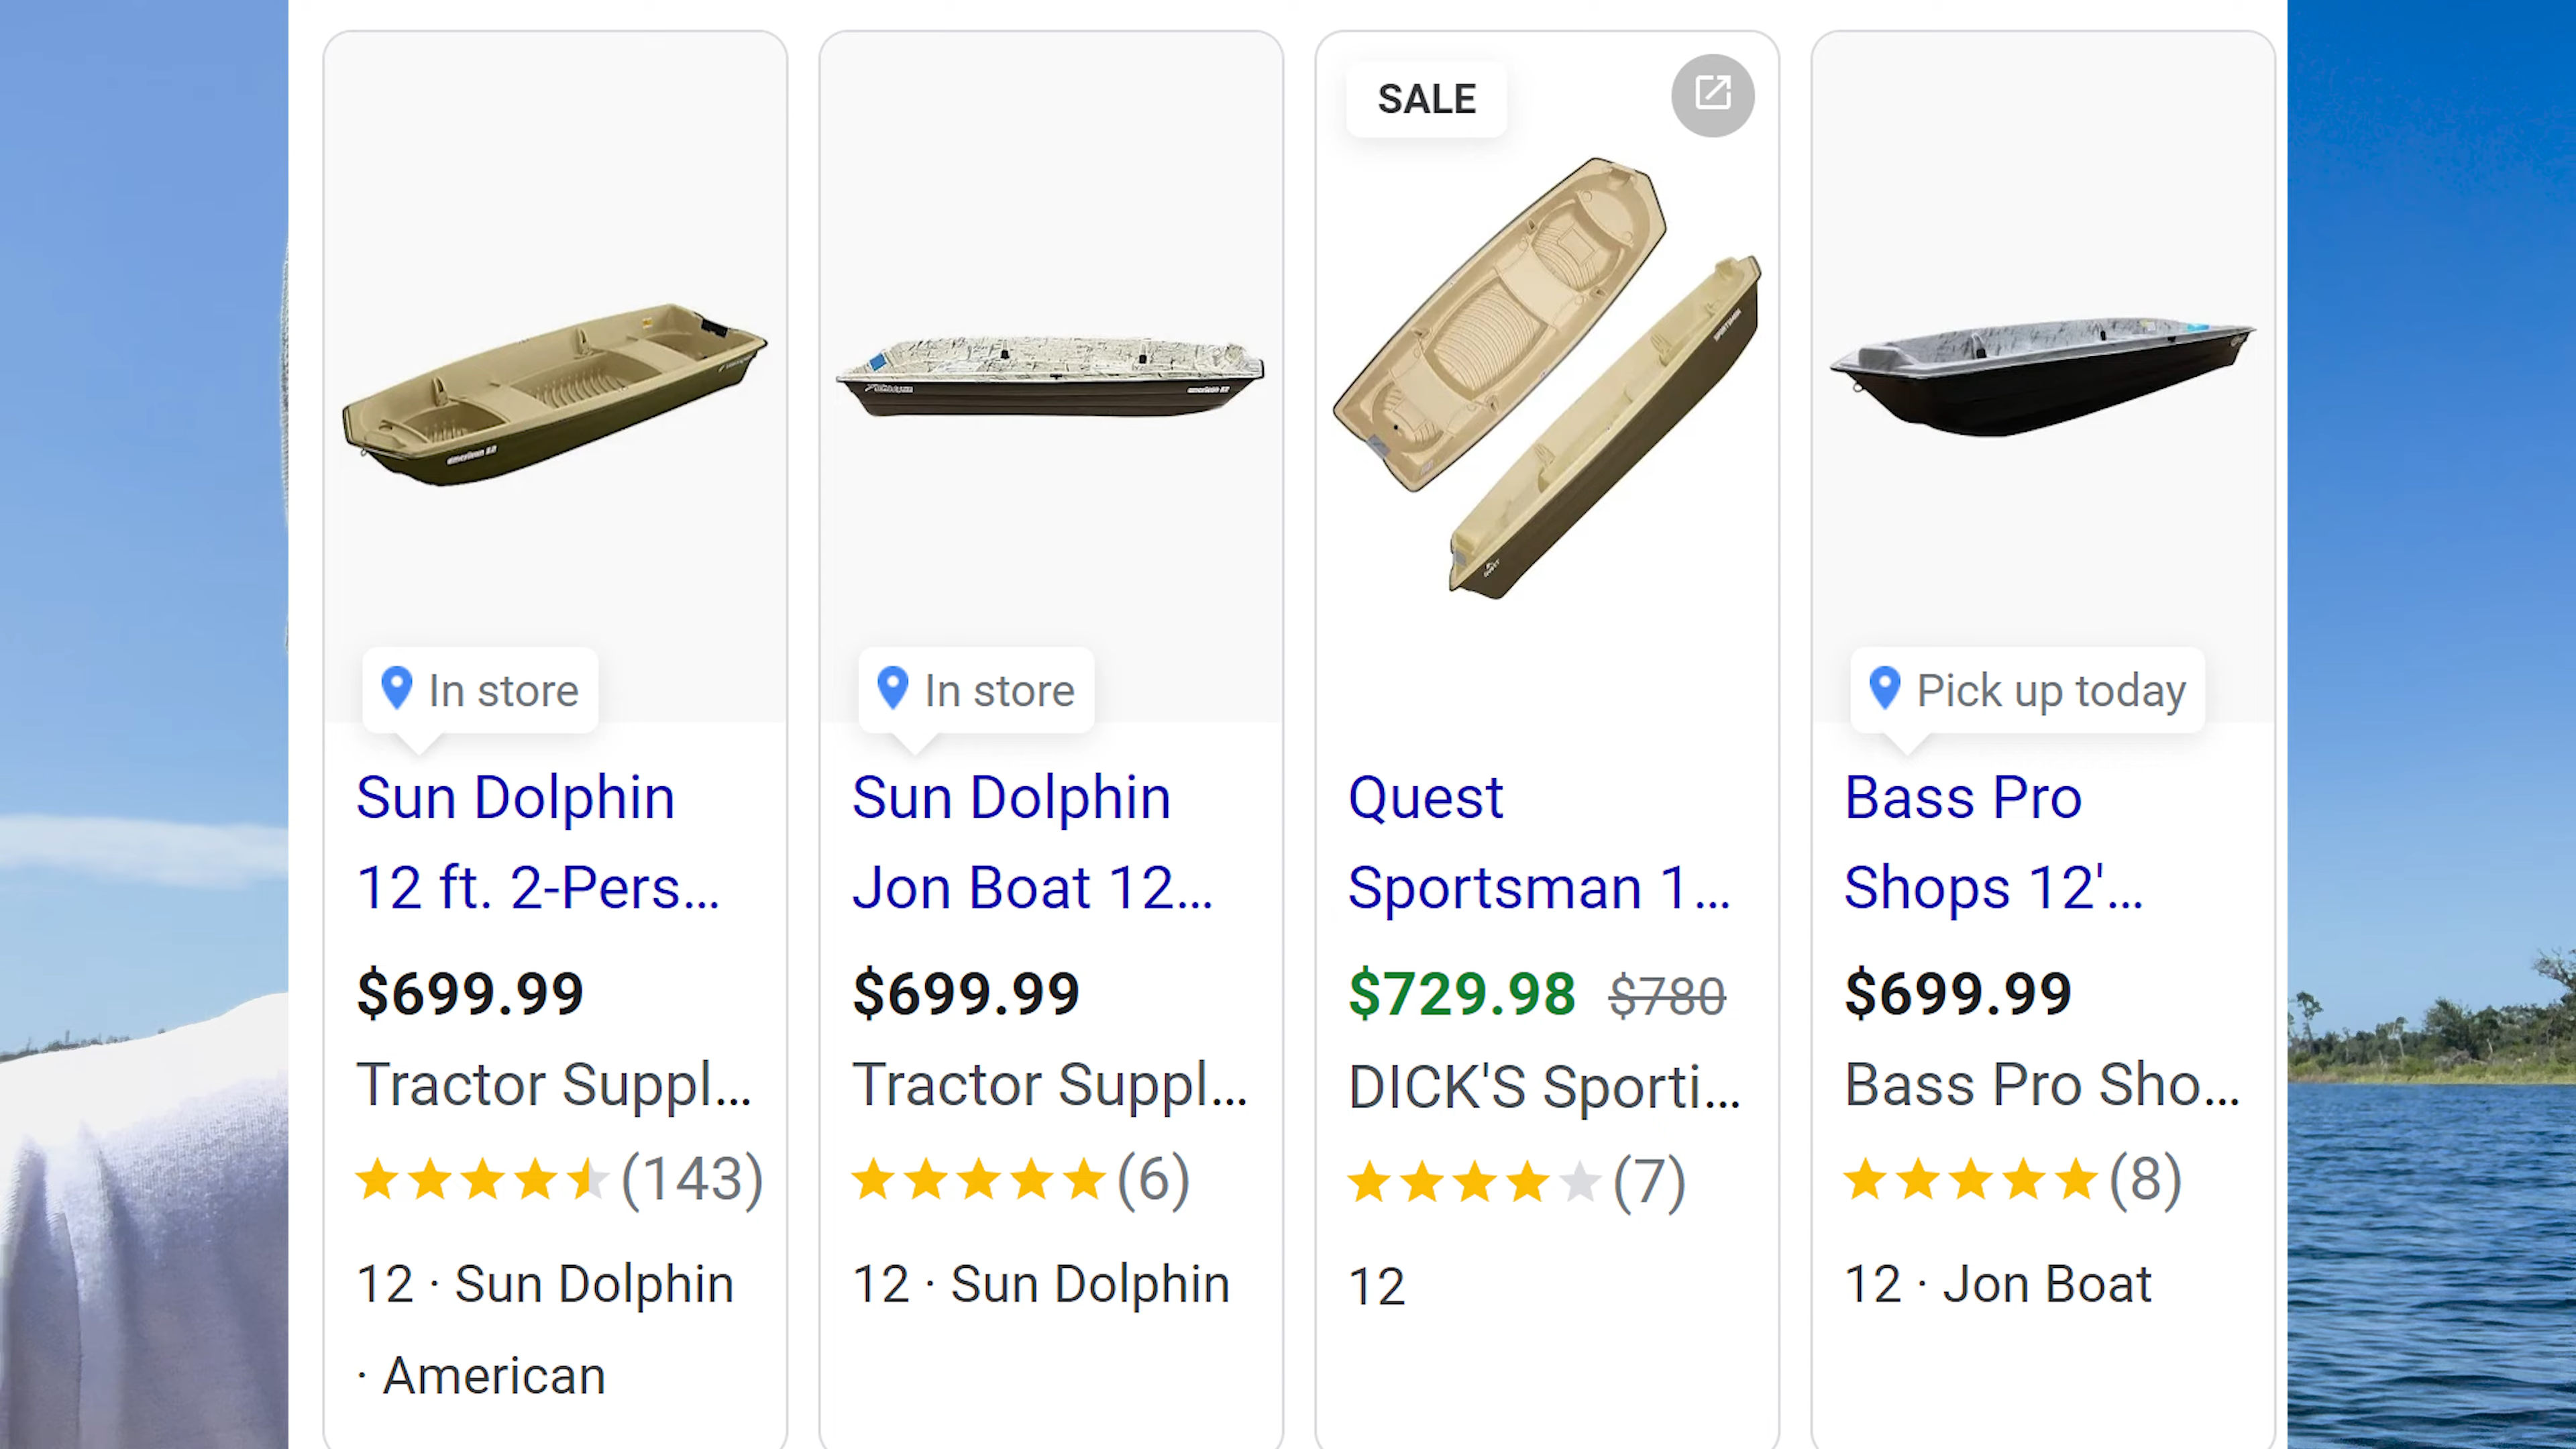 In store
Sun Dolphin
12 ft. 2-Pers...
$699.99
Tractor Suppl...
(143)
12 · Sun Dolphin
· American
In store
Sun Dolphin
Jon Boat 12...
$699.99
Tractor Suppl...
(6)
12 · Sun Dolphin
SALE
Quest
Sportsman 1...
$729.98 $780
DICK'S Sporti...
(7)
12
Pick up today
Bass Pro
Shops 12'...
$699.99
Bass Pro Sho...
(8)
12 · Jon Boat